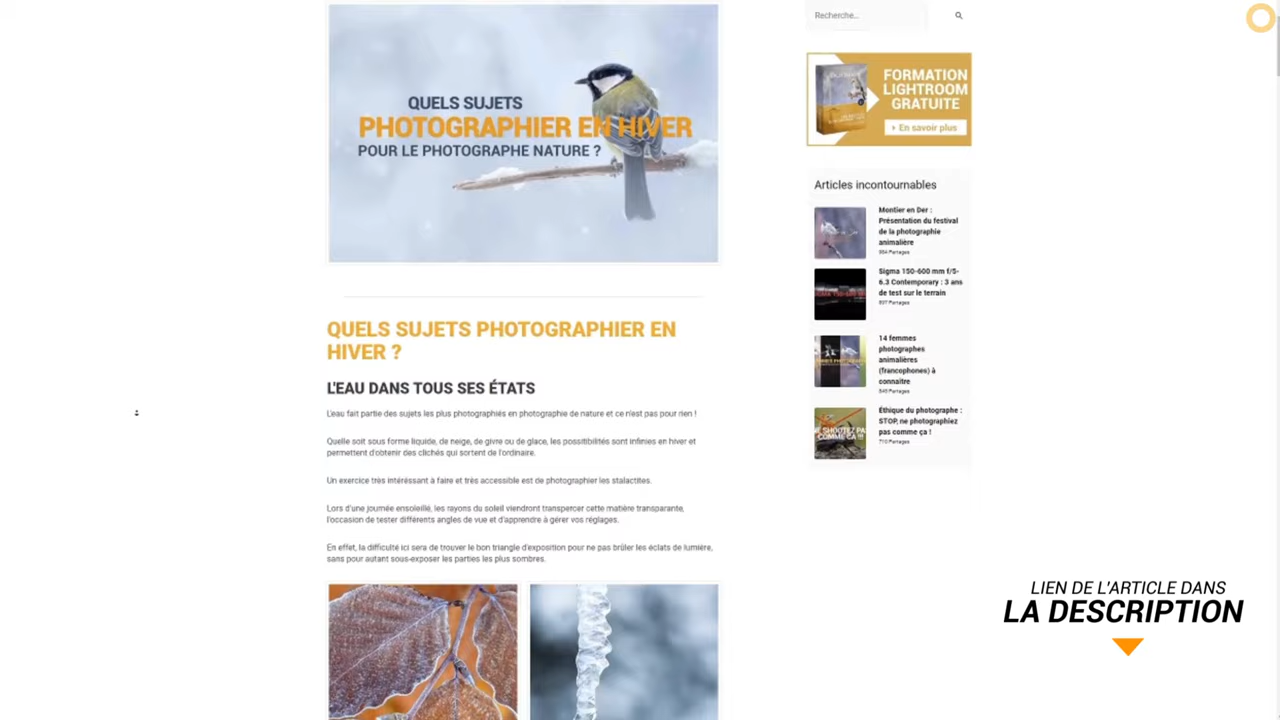 Recherche...
QUELS SUJETS
PHOTOGRAPHIER EN HIVER
POUR LE PHOTOGRAPHE NATURE ?
FORMATION
LIGHTROOM
GRATUITE
En savoir plus
QUELS SUJETS PHOTOGRAPHIER EN
HIVER ?
L'EAU DANS TOUS SES ÉTATS
L'eau fait partie des sujets les plus photographiés en photographie de nature et ce n'est pas pour rien !
Quelle soit sous forme liquide, de neige, de givre ou de glace, les possitibilités sont infinies en hiver et
permettent d'obtenir des clichés qui sortent de l'ordinaire.
Un exercice très intéréssant à faire et très accessible est de photographier les stalactites.
Lors d'une journée ensoleillé, les rayons du soleil viendront transpercer cette matière transparante,
l'occasion de tester différents angles de vue et d'apprendre à gérer vos réglages.
En effet, la difficulté ici sera de trouver le bon triangle d'exposition pour ne pas brûler les éclats de lumière,
sans pour autant sous-exposer les parties les plus sombres.
Articles incontournables
Montier en Der :
Présentation du festival
de la photographie
animalière
Partages
Sigma 150-600 mm f/5-
6.3 Contemporary : 3 ans
de test sur le terrain
Partages
14 femmes
photographes
animalières
(francophones) à
connaitre
Partages
Éthique du photographe :
STOP, ne photographiez
pas comme ça !
Partages
LIEN DE L'ARTICLE DANS
LA DESCRIPTION